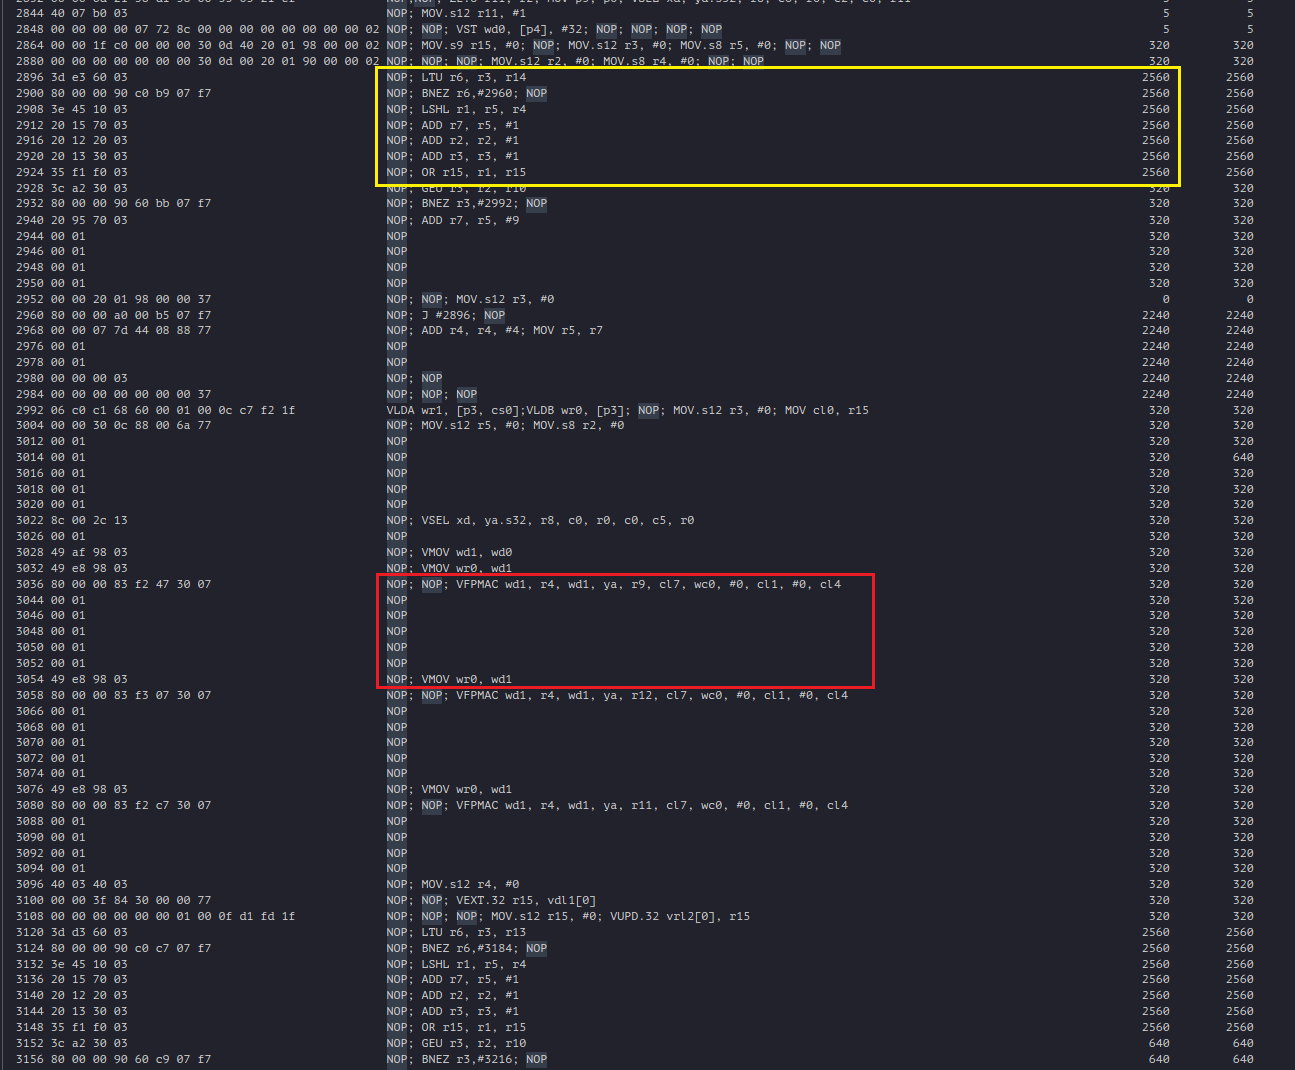 2844 40 07 b0 03 NOP; MOV.s12 r11, #1 5 5
2848 00 00 00 00 07 72 8c 00 00 00 00 00 00 00 00 02 NOP; NOP; VST wd0, [p4], #32; NOP; NOP; NOP; NOP 5 5
2864 00 00 1f c0 00 00 00 30 0d 40 20 01 98 00 00 02 NOP; MOV.s9 r15, #0; NOP; MOV.s12 r3, #0; MOV.s8 r5, #0; NOP; NOP 320 320
2880 00 00 00 00 00 00 00 30 0d 00 20 01 90 00 00 02 NOP; NOP; NOP; MOV.s12 r2, #0; MOV.s8 r4, #0; NOP; NOP 320 320
2896 3d e3 60 03 NOP; LTU r6, r3, r14 2560 2560
2900 80 00 00 90 c0 b9 07 f7 NOP; BNEZ r6,#2960; NOP 2560 2560
2908 3e 45 10 03 NOP; LSHL r1, r5, r4 2560 2560
2912 20 15 70 03 NOP; ADD r7, r5, #1 2560 2560
2916 20 12 20 03 NOP; ADD r2, r2, #1 2560 2560
2920 20 13 30 03 NOP; ADD r3, r3, #1 2560 2560
2924 35 f1 f0 03 NOP; OR r15, r1, r15 2560 2560
2928 3c a2 30 03 NOP; GEU r3, r2, r10 320 320
2932 80 00 00 90 60 bb 07 f7 NOP; BNEZ r3,#2992; NOP 320 320
2940 20 95 70 03 NOP; ADD r7, r5, #9 320 320
2944 00 01 NOP 320 320
2946 00 01 NOP 320 320
2948 00 01 NOP 320 320
2950 00 01 NOP 320 320
2952 00 00 20 01 98 00 00 37 NOP; NOP; MOV.s12 r3, #0 0 0
2960 80 00 00 a0 00 b5 07 f7 NOP; J #2896; NOP 2240 2240
2968 00 00 07 7d 44 08 88 77 NOP; ADD r4, r4, #4; MOV r5, r7 2240 2240
2976 00 01 NOP 2240 2240
2978 00 01 NOP 2240 2240
2980 00 00 00 03 NOP; NOP 2240 2240
2984 00 00 00 00 00 00 00 37 NOP; NOP; NOP 2240 2240
2992 06 c0 c1 68 60 00 01 00 0c c7 f2 1f VLDA wr1, [p3, cs0];VLDB wr0, [p3]; NOP; MOV.s12 r3, #0; MOV cl0, r15 320 320
3004 00 00 30 0c 88 00 6a 77 NOP; MOV.s12 r5, #0; MOV.s8 r2, #0 320 320
3012 00 01 NOP 320 320
3014 00 01 NOP 320 640
3016 00 01 NOP 320 320
3018 00 01 NOP 320 320
3020 00 01 NOP 320 320
3022 8c 00 2c 13 NOP; VSEL xd, ya.s32, r8, c0, r0, c0, c5, r0 320 320
3026 00 01 NOP 320 320
3028 49 af 98 03 NOP; VMOV wd1, wd0 320 320
3032 49 e8 98 03 NOP; VMOV wr0, wd1 320 320
3036 80 00 00 83 f2 47 30 07 NOP; NOP; VFPMAC wd1, r4, wd1, ya, r9, cl7, wc0, #0, cl1, #0, cl4 320 320
3044 00 01 NOP 320 320
3046 00 01 NOP 320 320
3048 00 01 NOP 320 320
3050 00 01 NOP 320 320
3052 00 01 NOP 320 320
3054 49 e8 98 03 NOP; VMOV wr0, wd1 320 320
3058 80 00 00 83 f3 07 30 07 NOP; NOP; VFPMAC wd1, r4, wd1, ya, r12, cl7, wc0, #0, cl1, #0, cl4 320 320
3066 00 01 NOP 320 320
3068 00 01 NOP 320 320
3070 00 01 NOP 320 320
3072 00 01 NOP 320 320
3074 00 01 NOP 320 320
3076 49 e8 98 03 NOP; VMOV wr0, wd1 320 320
3080 80 00 00 83 f2 c7 30 07 NOP; NOP; VFPMAC wd1, r4, wd1, ya, r11, cl7, wc0, #0, cl1, #0, cl4 320 320
3088 00 01 NOP 320 320
3090 00 01 NOP 320 320
3092 00 01 NOP 320 320
3094 00 01 NOP 320 320
3096 40 03 40 03 NOP; MOV.s12 r4, #0 320 320
3100 00 00 3f 84 30 00 00 77 NOP; NOP; VEXT.32 r15, vdl1[0] 320 320
3108 00 00 00 00 00 00 01 00 0f d1 fd 1f NOP; NOP; NOP; MOV.s12 r15, #0; VUPD.32 vrl2[0], r15 320 320
3120 3d d3 60 03 NOP; LTU r6, r3, r13 2560 2560
3124 80 00 00 90 c0 c7 07 f7 NOP; BNEZ r6,#3184; NOP 2560 2560
3132 3e 45 10 03 NOP; LSHL r1, r5, r4 2560 2560
3136 20 15 70 03 NOP; ADD r7, r5, #1 2560 2560
3140 20 12 20 03 NOP; ADD r2, r2, #1 2560 2560
3144 20 13 30 03 NOP; ADD r3, r3, #1 2560 2560
3148 35 f1 f0 03 NOP; OR r15, r1, r15 2560 2560
3152 3c a2 30 03 NOP; GEU r3, r2, r10 640 640
3156 80 00 00 90 60 c9 07 f7 NOP; BNEZ r3,#3216; NOP 640 640